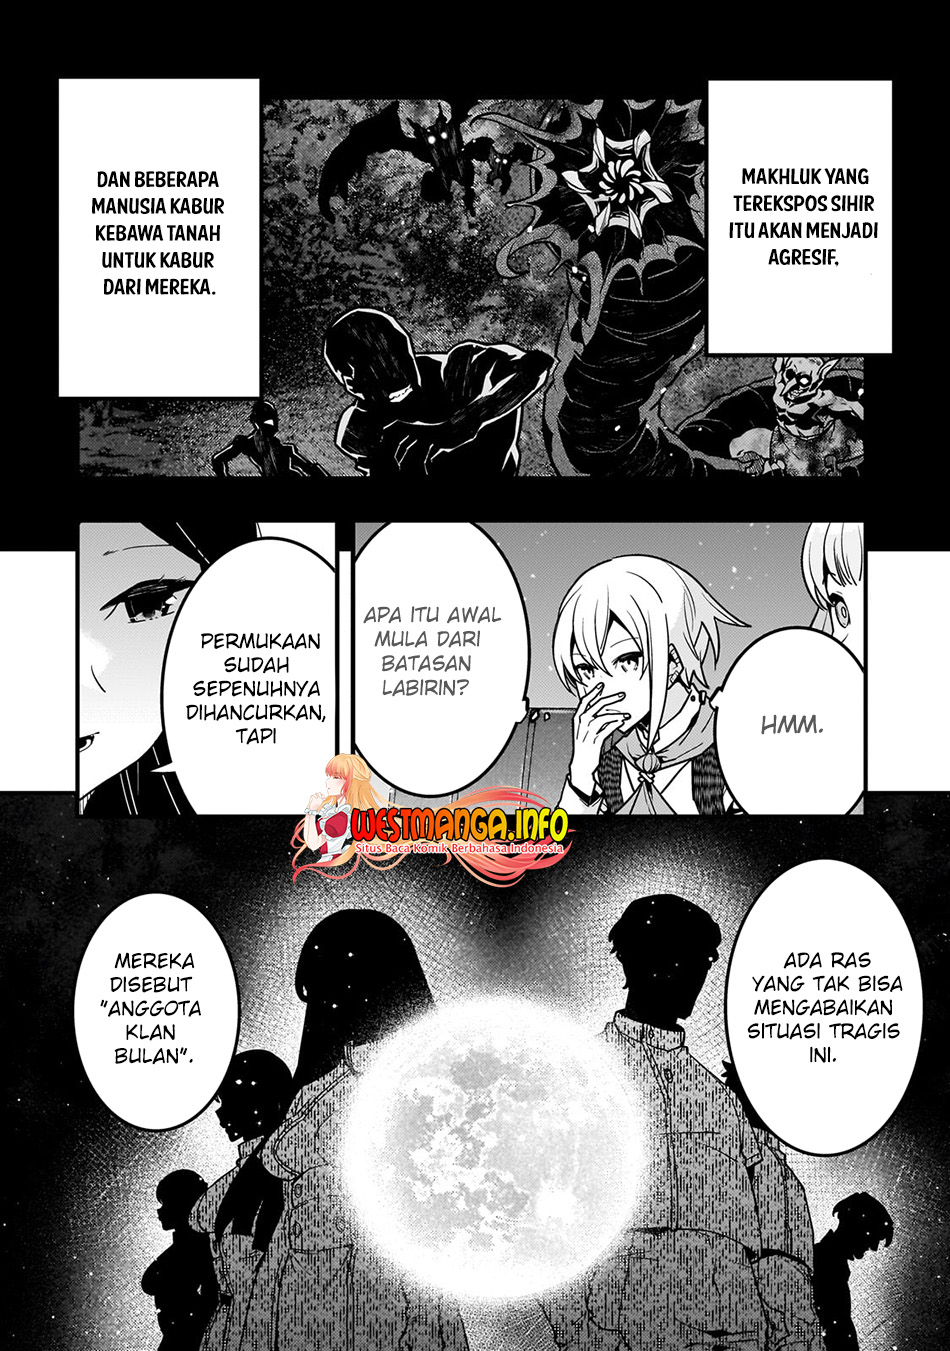 MAKHLUK YANG
TEREKSPOS SIHIR
ITU AKAN MENJADI
AGRESIF.
DAN BEBERAPA
MANUSIA KABUR
KEBAWA TANAH
UNTUK KABUR
DARI MEREKA.
HMM.
APA ITU AWAL
MULA DARI
BATASAN
LABIRIN?
PERMUKAAN
SUDAH
SEPENUHNYA
DIHANCURKAN,
TAPI
WESTMANGA.INFO
Situs Baca Komik Berbahasa Indonesia
ADA RAS
YANG TAK BISA
MENGABAIKAN
SITUASI TRAGIS
INI.
MEREKA
DISEBUT
"ANGGOTA
KLAN
BULAN".